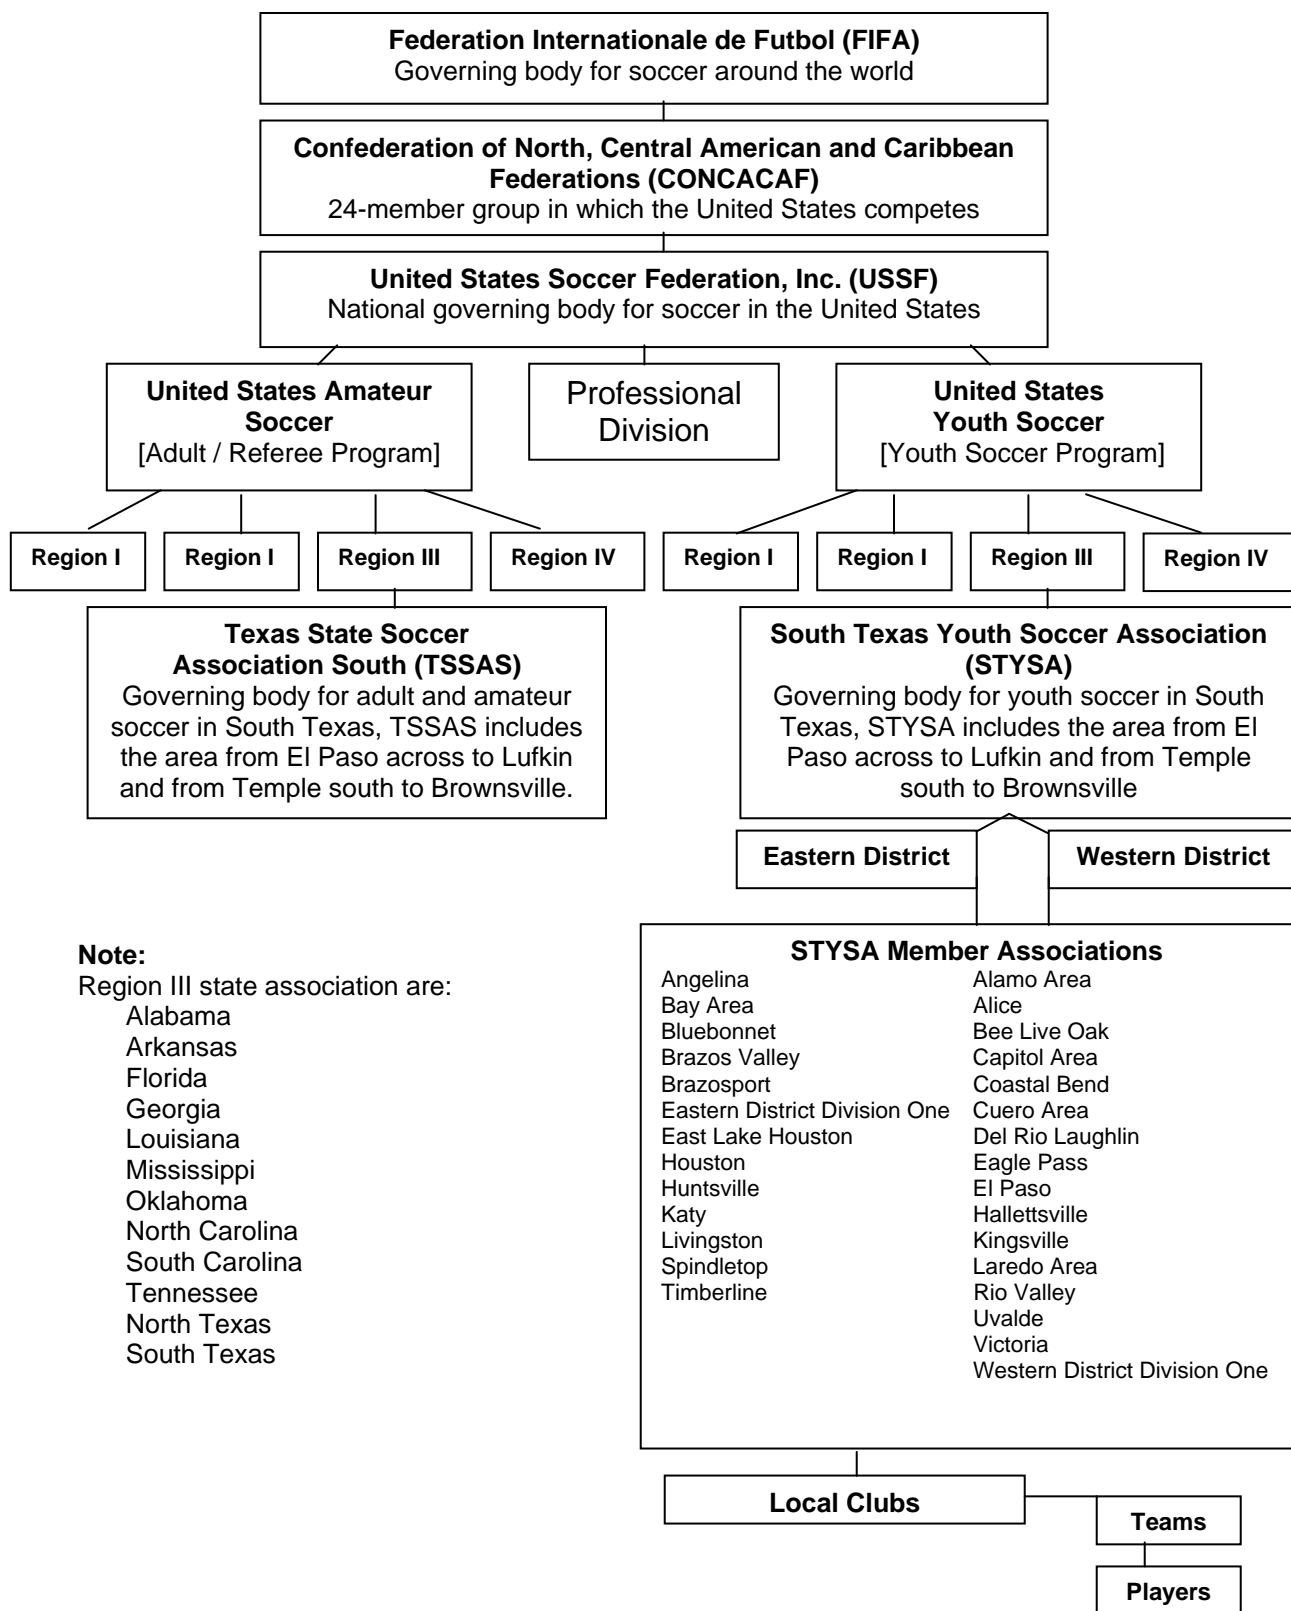 Federation Internationale de Futbol (FIFA)
Governing body for soccer around the world
Confederation of North, Central American and Caribbean
Federations (CONCACAF)
24-member group in which the United States competes
United States Soccer Federation, Inc. (USSF)
National governing body for soccer in the United States
United States Amateur
Soccer
[Adult / Referee Program]
Professional
Division
United States
Youth Soccer
[Youth Soccer Program]
Region I
Region I
Region III
Region IV
Region I
Region I
Region III
Region IV
Texas State Soccer
Association South (TSSAS)
Governing body for adult and amateur
soccer in South Texas, TSSAS includes
the area from El Paso across to Lufkin
and from Temple south to Brownsville.
South Texas Youth Soccer Association
(STYSA)
Governing body for youth soccer in South
Texas, STYSA includes the area from El
Paso across to Lufkin and from Temple
south to Brownsville
Eastern District
Western District
Note:
Region III state association are:
Alabama
Arkansas
Florida
Georgia
Louisiana
Mississippi
Oklahoma
North Carolina
South Carolina
Tennessee
North Texas
South Texas
STYSA Member Associations
Angelina
Bay Area
Bluebonnet
Brazos Valley
Brazosport
Eastern District Division One
East Lake Houston
Houston
Huntsville
Katy
Livingston
Spindletop
Timberline
Alamo Area
Alice
Bee Live Oak
Capitol Area
Coastal Bend
Cuero Area
Del Rio Laughlin
Eagle Pass
El Paso
Hallettsville
Kingsville
Laredo Area
Rio Valley
Uvalde
Victoria
Western District Division One
Local Clubs
Teams
Players